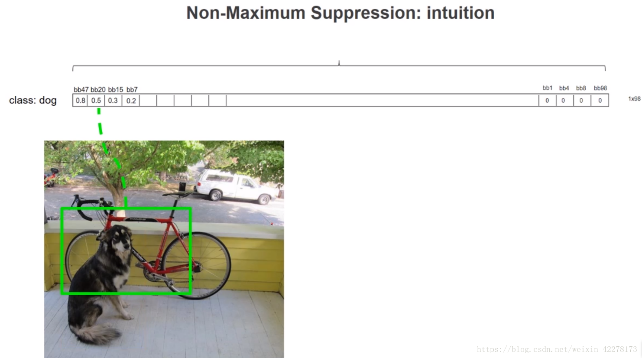 Non-Maximum Suppression: intuition
bb47 bb20 bb15 bb7 bb1 bb4 bb8 bb96
class: dog 0.8 0.5 0.3 0.2 0 0 0 0 1x98
https://blog.csdn.net/weixin_42278173